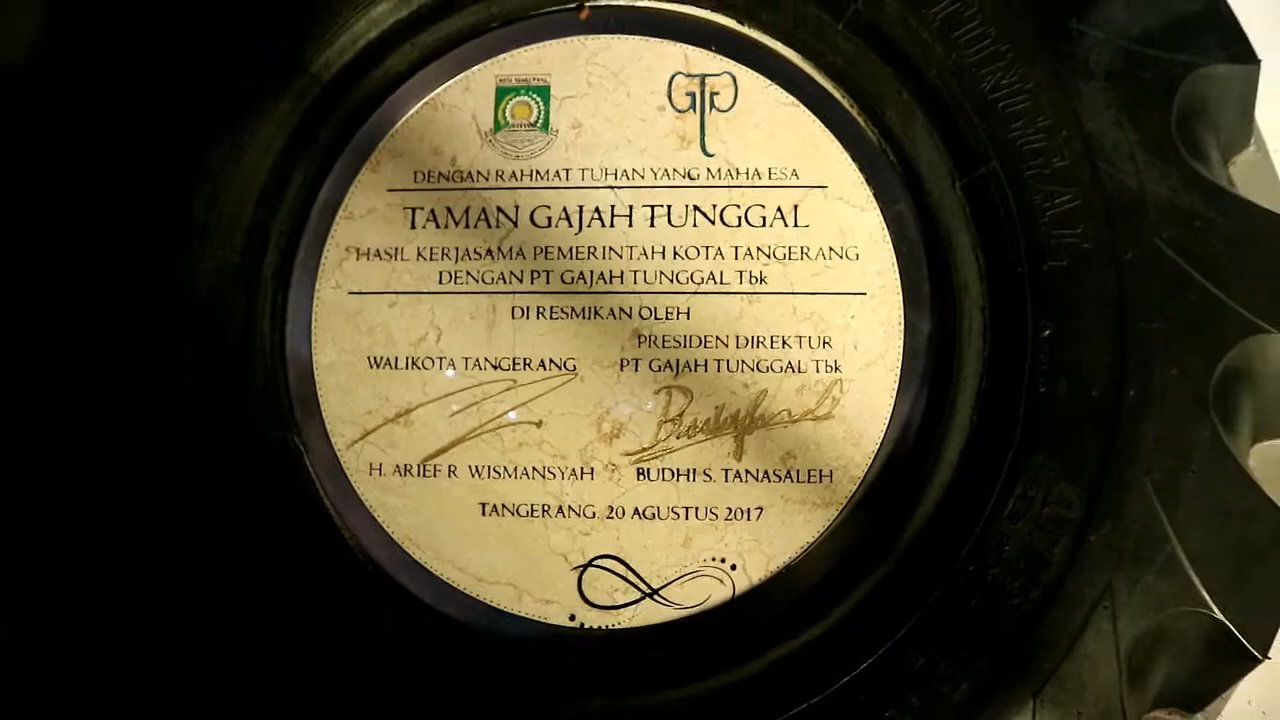 KOTA TANGERANG
DENGAN RAHMAT TUHAN YANG MAHA ESA
TAMAN GAJAH TUNGGAL
HASIL KERJASAMA PEMERINTAH KOTA TANGERANG
DENGAN PT GAJAH TUNGGAL Tbk
DI RESMIKAN OLEH
WALIKOTA TANGERANG
PRESIDEN DIREKTUR
PT GAJAH TUNGGAL Tbk
H. ARIEF R WISMANSYAH
BUDHI S. TANASALEH
TANGERANG, 20 AGUSTUS 2017